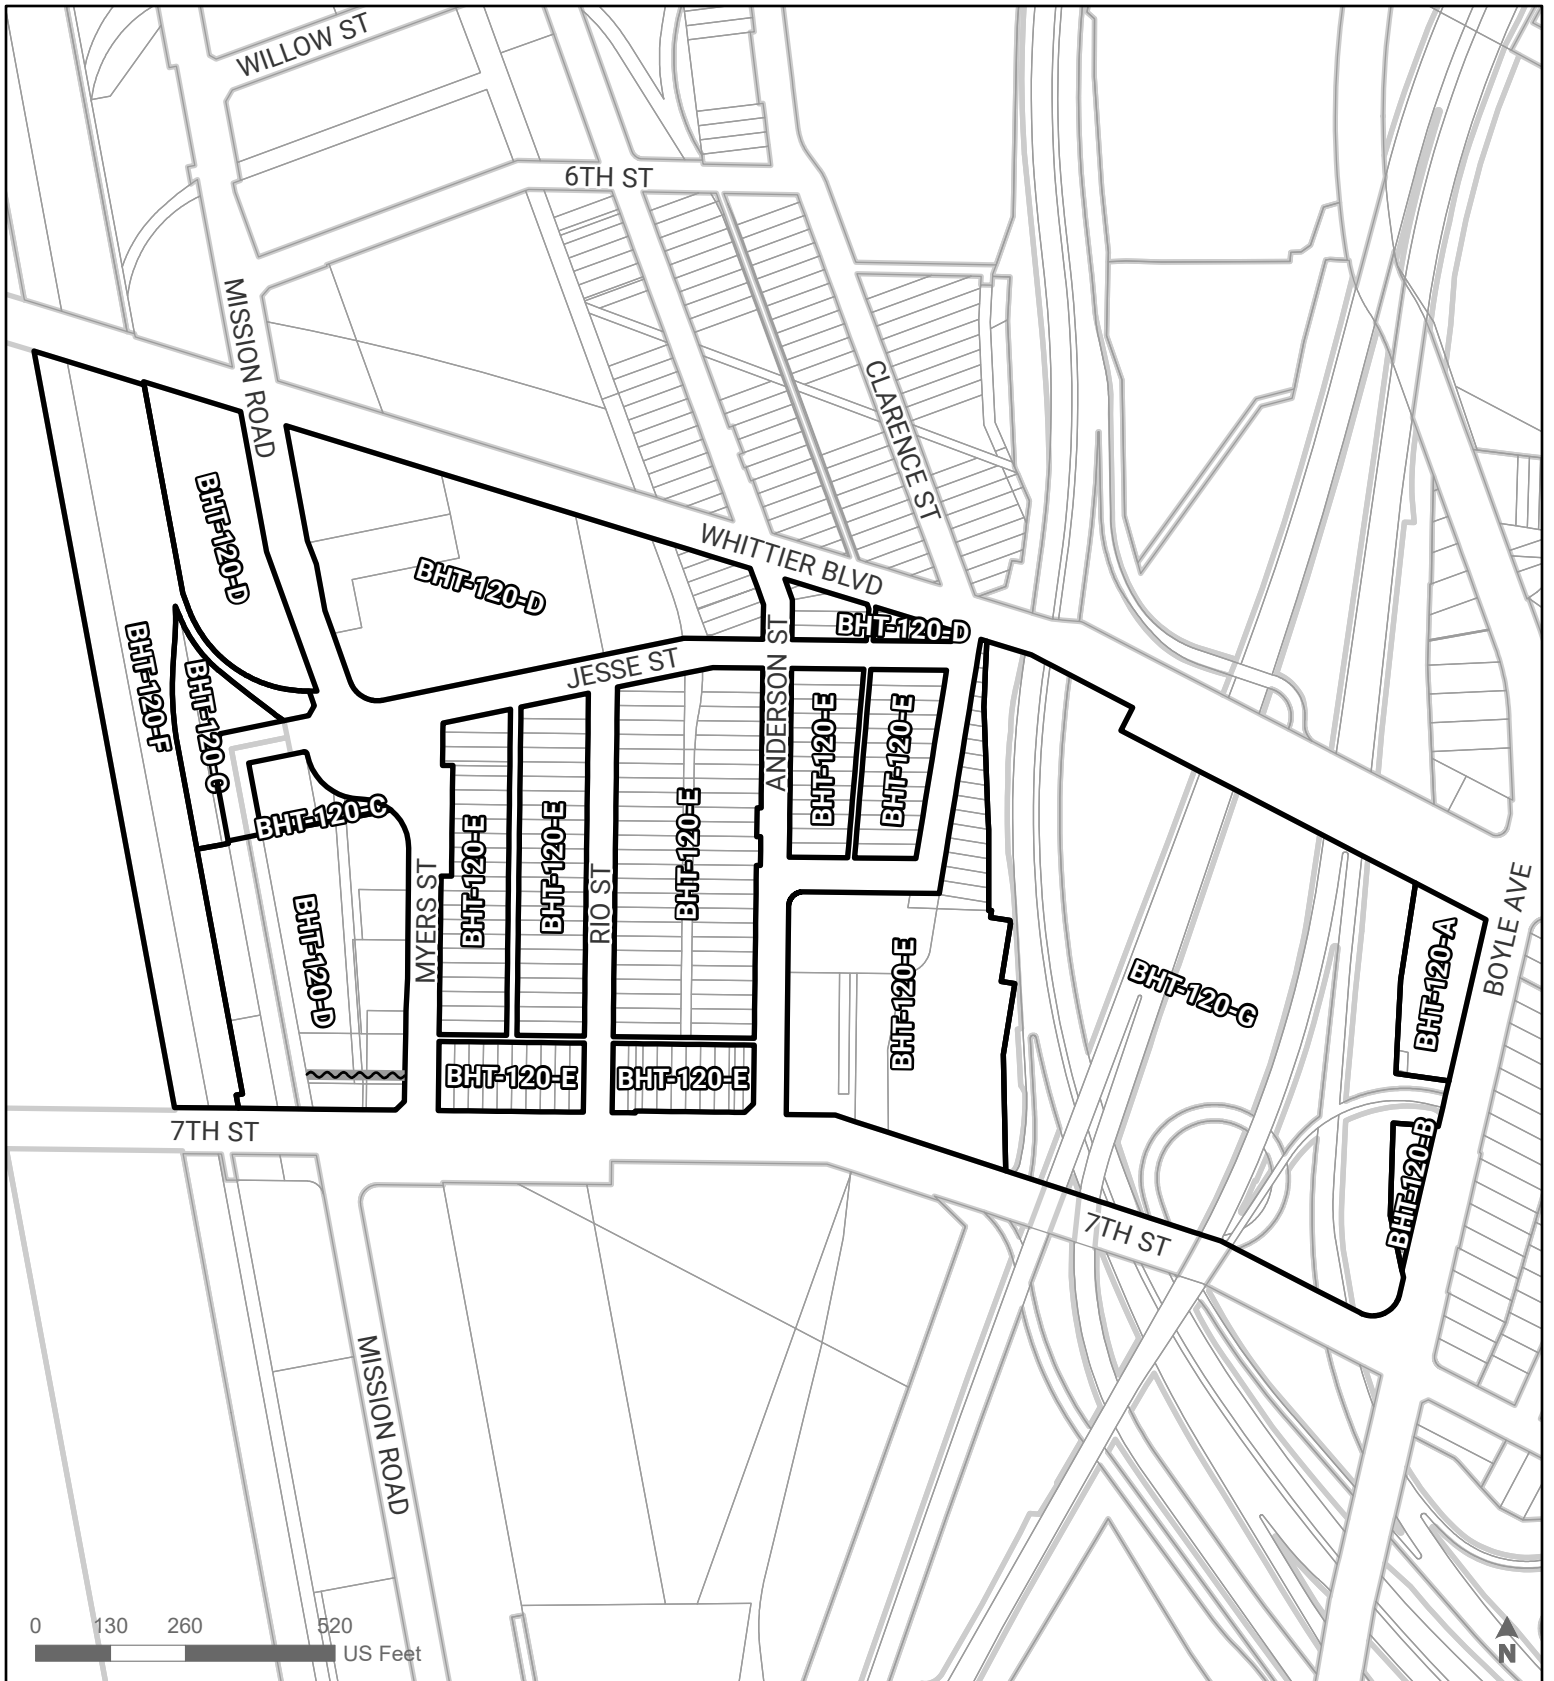 WILLOW ST
6TH ST
MISSION ROAD
CLARENCE ST
WHITTIER BLVD
BHT-120-D
BHT-120-D
BHT-120-D
JESSE ST
ANDERSON ST
BHT-120-F
BHT-120-C
BHT-120-C
BHT-120-E
BHT-120-E
BHT-120-E
BHT-120-E
BHT-120-E
MYERS ST
RIO ST
BHT-120-D
BHT-120-E
BHT-120-G
BHT-120-A
BOYLE AVE
BHT-120-E
BHT-120-E
BHT-120-B
7TH ST
7TH ST
MISSION ROAD
0 130 260 520
US Feet
N